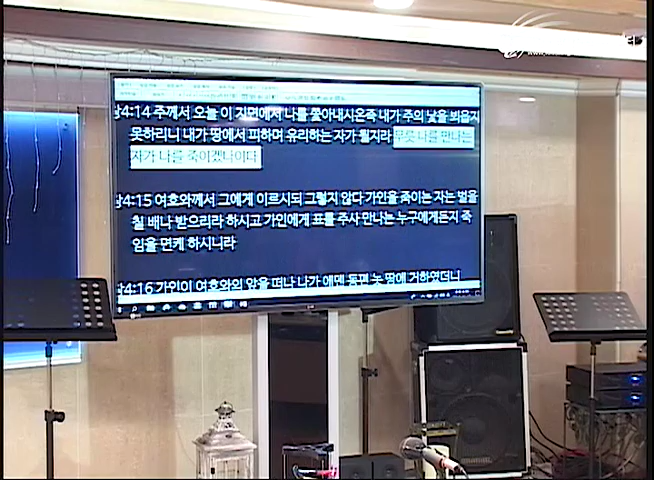 창4:14 주께서 오늘 이 지면에서 나를 쫓아내시온즉 내가 주의 낯을 뵈옵지
못하리니 내가 땅에서 피하며 유리하는 자가 될지라 무릇 나를 만나는
자가 나를 죽이겠나이다
창4:15 여호와께서 그에게 이르시되 그렇지 않다 가인을 죽이는 자는 벌을
칠 배나 받으리라 하시고 가인에게 표를 주사 만나는 누구에게든지 죽
임을 면케 하시니라
창4:16 가인이 여호와의 앞을 떠나 나가 에덴 동편 놋 땅에 거하였더니